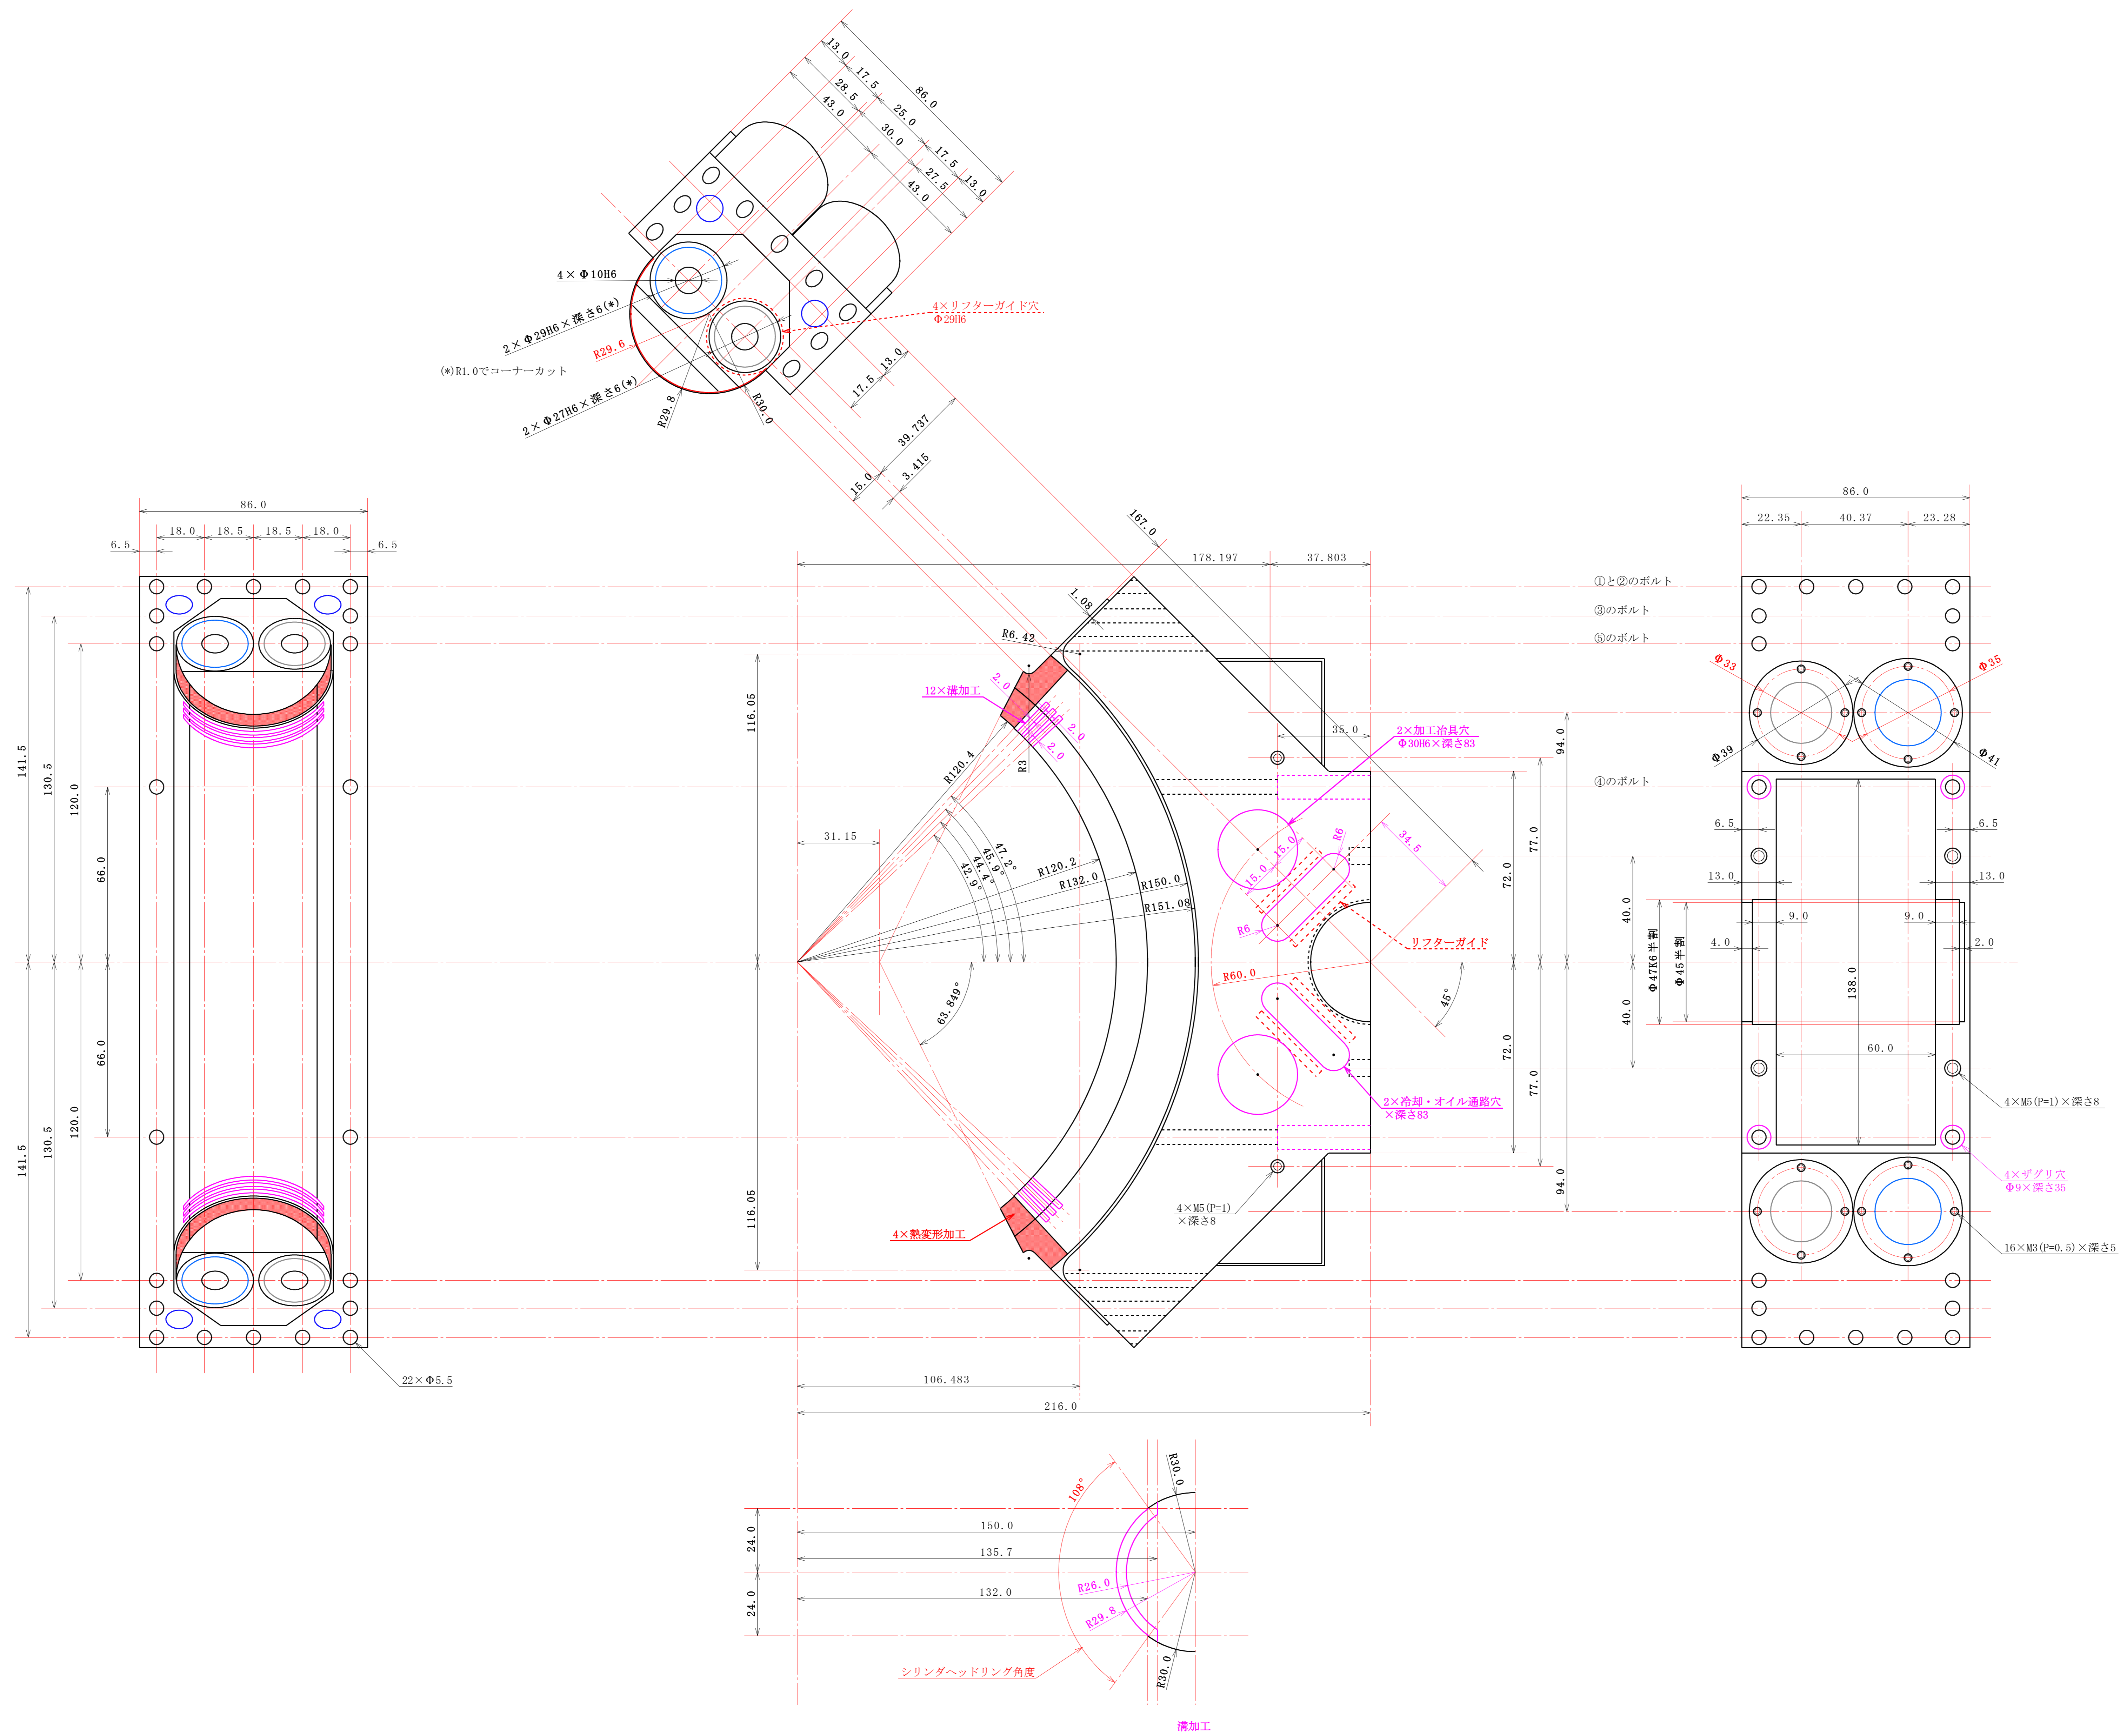 13.0
17.5
28.5
43.0
86.0
25.0
30.0
17.5
27.5
13.0
43.0
4×Φ10H6
2×Φ29H6×深さ6(*)
R29.6
(*)R1.0でコーナーカット
2×Φ27H6×深さ6(*)
R29.8
R30.0
4×リフターガイド穴
Φ29H6
13.0
17.5
39.737
3.415
15.0
86.0
18.0
18.5
18.5
18.0
6.5
6.5
141.5
130.5
120.0
66.0
66.0
120.0
130.5
141.5
22×Φ5.5
167.0
178.197
37.803
1.08
R6.42
12×溝加工
2.0
2.0
2.0
116.05
R3
R120.4
31.15
47.2°
45.9°
44.4°
42.9°
R120.2
R132.0
R150.0
R151.08
63.849°
35.0
2×加工冶具穴
Φ30H6×深さ83
15.0
15.0
R6
R6
34.5
リフターガイド
R60.0
45°
2×冷却・オイル通路穴
×深さ83
4×M5(P=1)
×深さ8
4×熱変形加工
116.05
106.483
216.0
72.0
77.0
94.0
72.0
77.0
94.0
①と②のボルト
③のボルト
⑤のボルト
④のボルト
86.0
22.35
40.37
23.28
Φ33
Φ35
Φ39
Φ41
6.5
6.5
13.0
13.0
9.0
9.0
4.0
2.0
40.0
40.0
Φ47K6半割
Φ45半割
138.0
60.0
4×M5(P=1)×深さ8
4×ザグリ穴
Φ9×深さ35
16×M3(P=0.5)×深さ5
108°
R30.0
24.0
150.0
135.7
132.0
R26.0
R29.8
24.0
R30.0
シリンダヘッドリング角度
溝加工